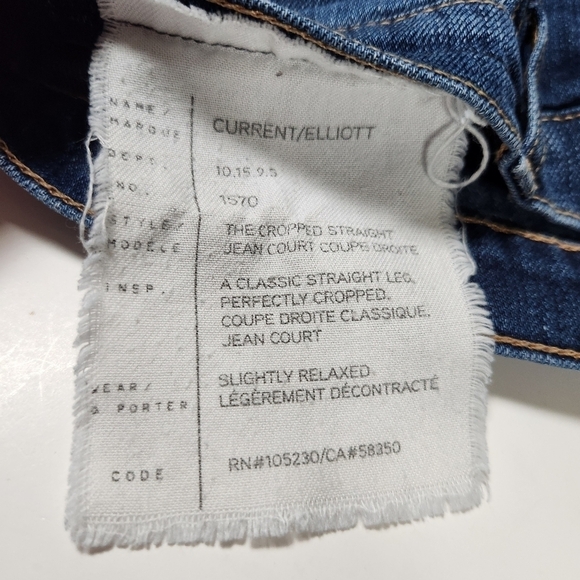 NAME/
MARQUE
CURRENT/ELLIOTT
DEPT.
10.15.9.5
NO.
1570
STYLE/
MODÈLE
THE CROPPED STRAIGHT
JEAN COURT COUPE DROITE
INSP.
A CLASSIC STRAIGHT LEG,
PERFECTLY CROPPED.
COUPE DROITE CLASSIQUE,
JEAN COURT
WEAR/
PORTER
SLIGHTLY RELAXED
LÉGÈREMENT DÉCONTRACTÉ
CODE
RN#105230/CA#58350